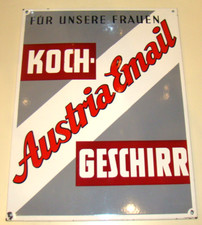 FÜR UNSERE FRAUEN
KOCH-
Austria Email
GESCHIRR